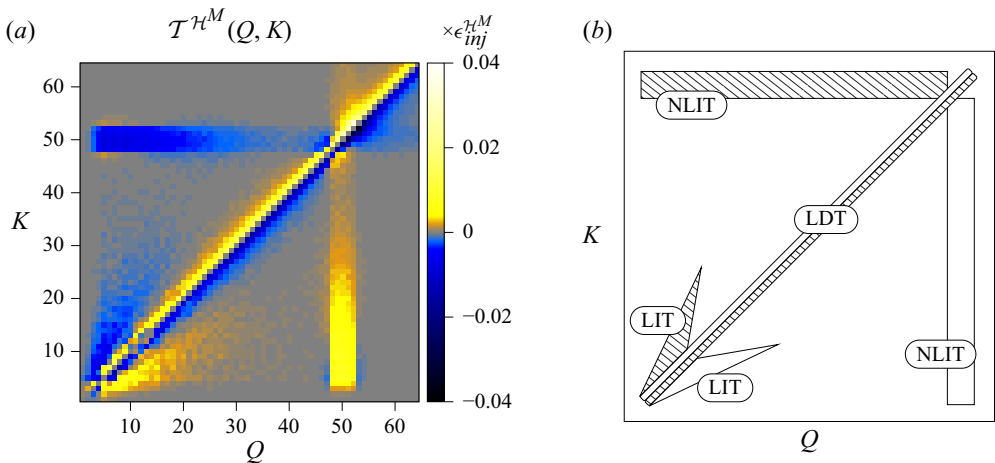 (a)
𝒯^ℋ^M (Q, K)
×ϵ_inj^ℋ^M
0.04
0.02
0
−0.02
−0.04
60
50
40
30
20
10
K
10 20 30 40 50 60
Q
(b)
NLIT
LDT
LIT
LIT
NLIT
K
Q